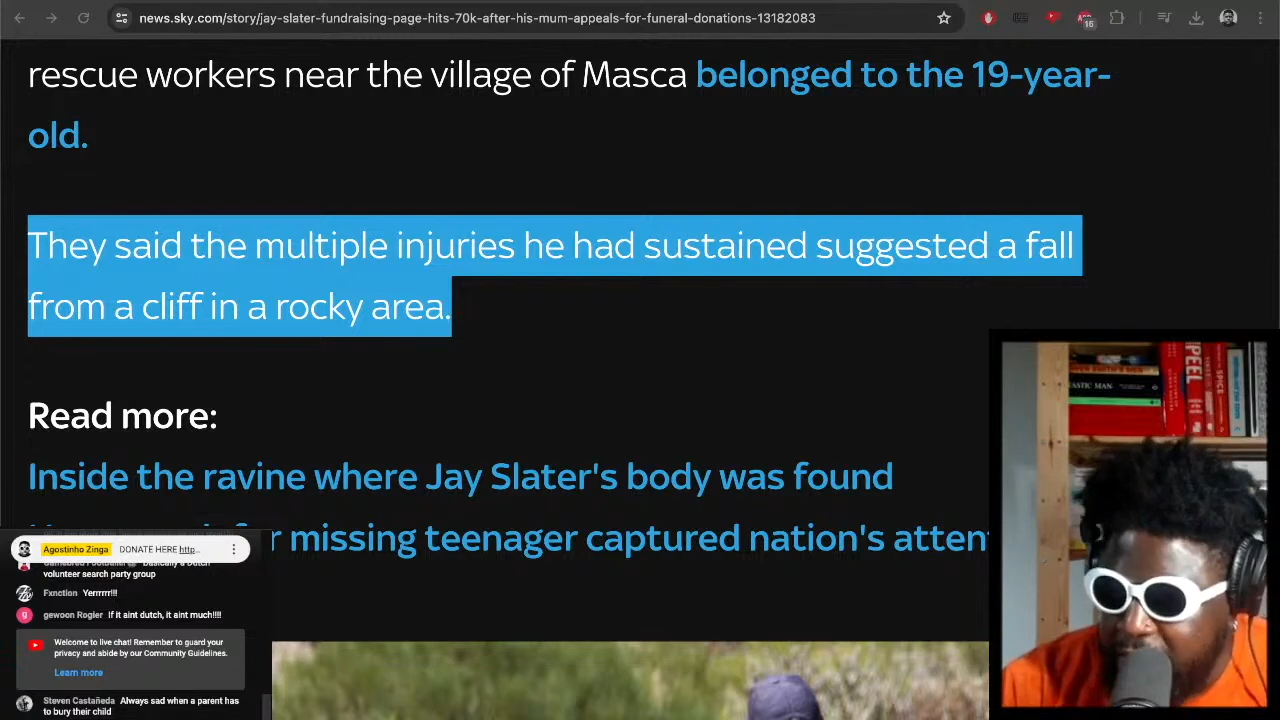 news.sky.com/story/jay-slater-fundraising-page-hits-70k-after-his-mum-appeals-for-funeral-donations-13182083
15
rescue workers near the village of Masca belonged to the 19-year-
old.
They said the multiple injuries he had sustained suggested a fall
from a cliff in a rocky area.
Read more:
Inside the ravine where Jay Slater's body was found
r missing teenager captured nation's atten
Agostinho Zinga DONATE HERE http...
Basically a Dutch
volunteer search party group
Fxnction Yerrrrrr!!!
g gewoon Rogier If it aint dutch, it aint much!!!!
Welcome to live chat! Remember to guard your
privacy and abide by our Community Guidelines.
Learn more
Steven Castañeda Always sad when a parent has
to bury their child